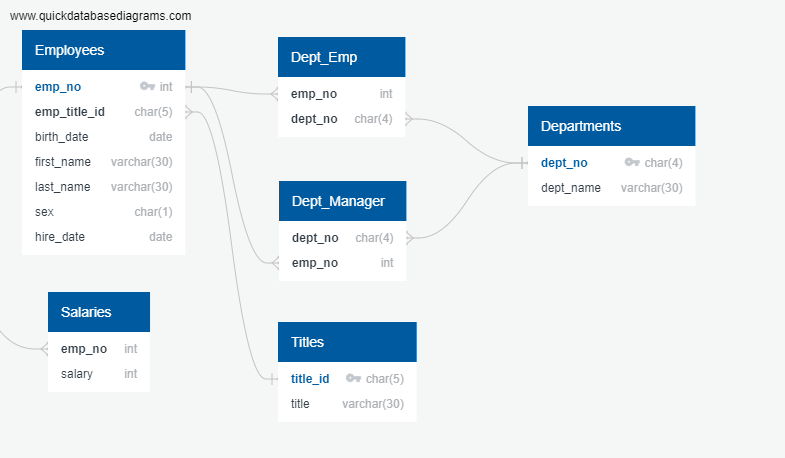 www.quickdatabasediagrams.com
Employees
emp_no int
emp_title_id char(5)
birth_date date
first_name varchar(30)
last_name varchar(30)
sex char(1)
hire_date date
Dept_Emp
emp_no int
dept_no char(4)
Departments
dept_no char(4)
dept_name varchar(30)
Dept_Manager
dept_no char(4)
emp_no int
Salaries
emp_no int
salary int
Titles
title_id char(5)
title varchar(30)